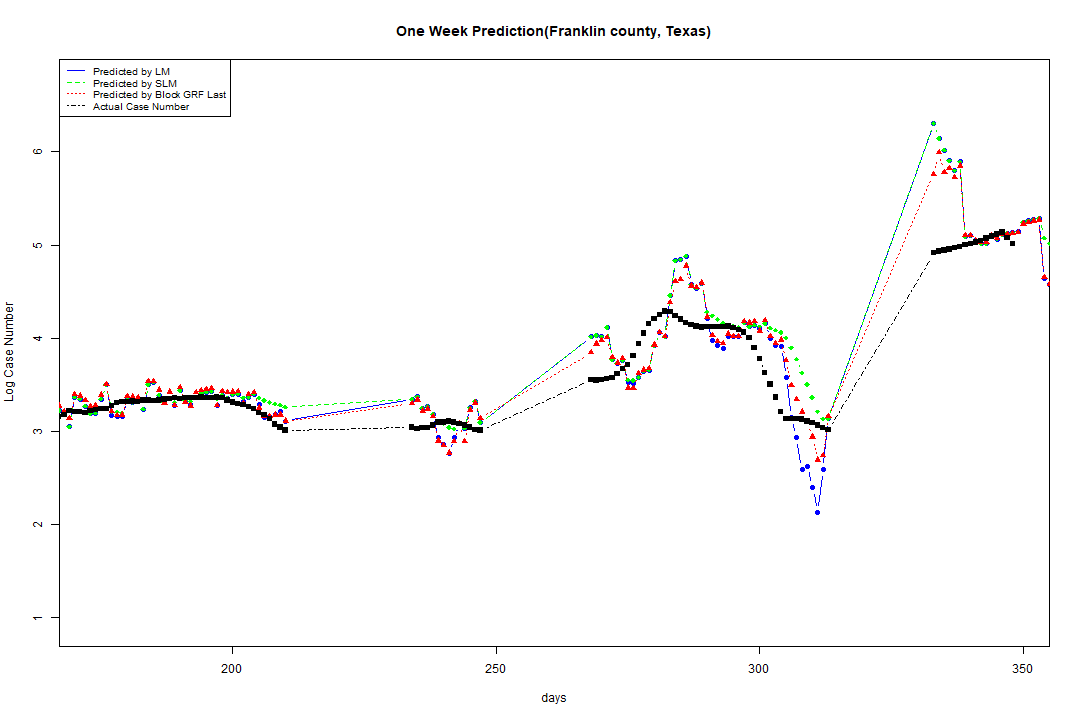 One Week Prediction(Franklin county, Texas)
Predicted by LM
Predicted by SLM
Predicted by Block GRF Last
Actual Case Number
6
5
4
3
2
1
Log Case Number
200
250
300
350
days